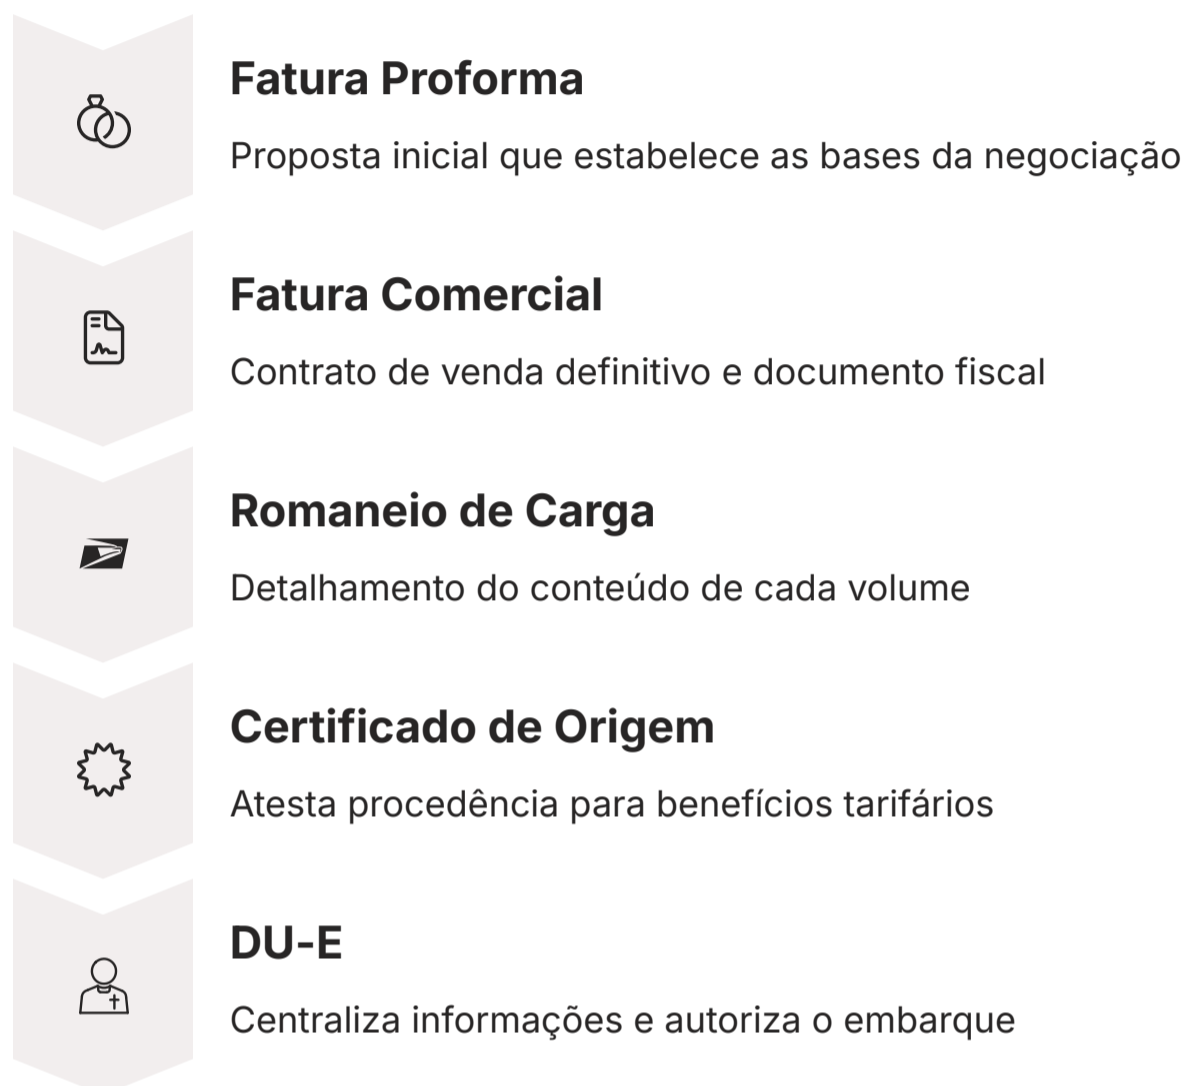 Fatura Proforma
Proposta inicial que estabelece as bases da negociação
Fatura Comercial
Contrato de venda definitivo e documento fiscal
Romaneio de Carga
Detalhamento do conteúdo de cada volume
Certificado de Origem
Atesta procedência para benefícios tarifários
DU-E
Centraliza informações e autoriza o embarque